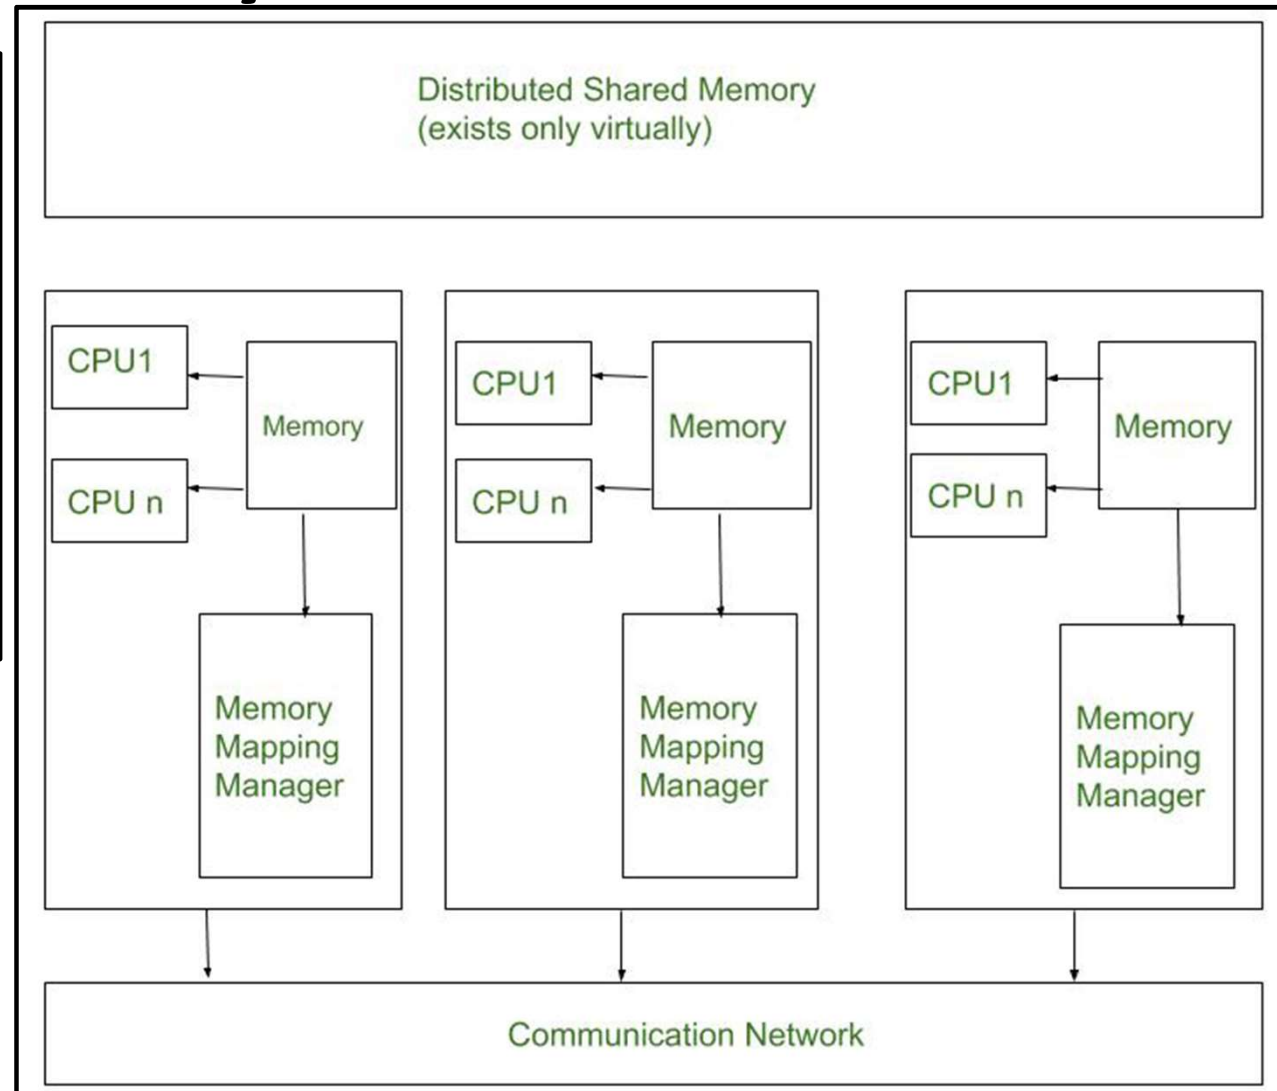 Distributed Shared Memory
(exists only virtually)
CPU1
Memory
CPU n
Memory
Mapping
Manager
CPU1
Memory
CPU n
Memory
Mapping
Manager
CPU1
Memory
CPU n
Memory
Mapping
Manager
Communication Network